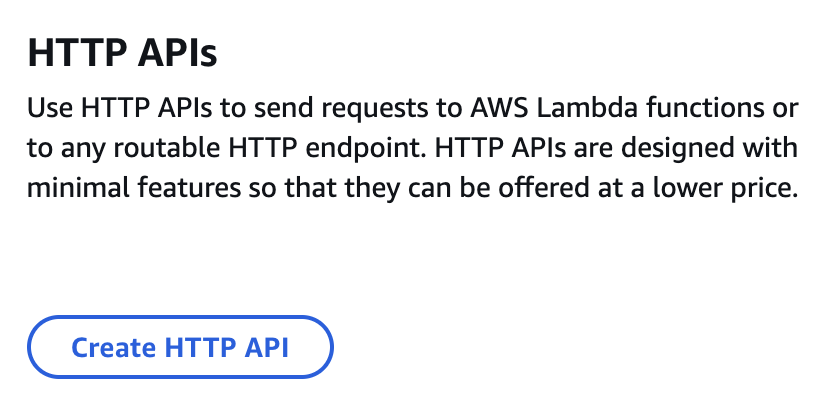 HTTP APIs
Use HTTP APIs to send requests to AWS Lambda functions or
to any routable HTTP endpoint. HTTP APIs are designed with
minimal features so that they can be offered at a lower price.
Create HTTP API